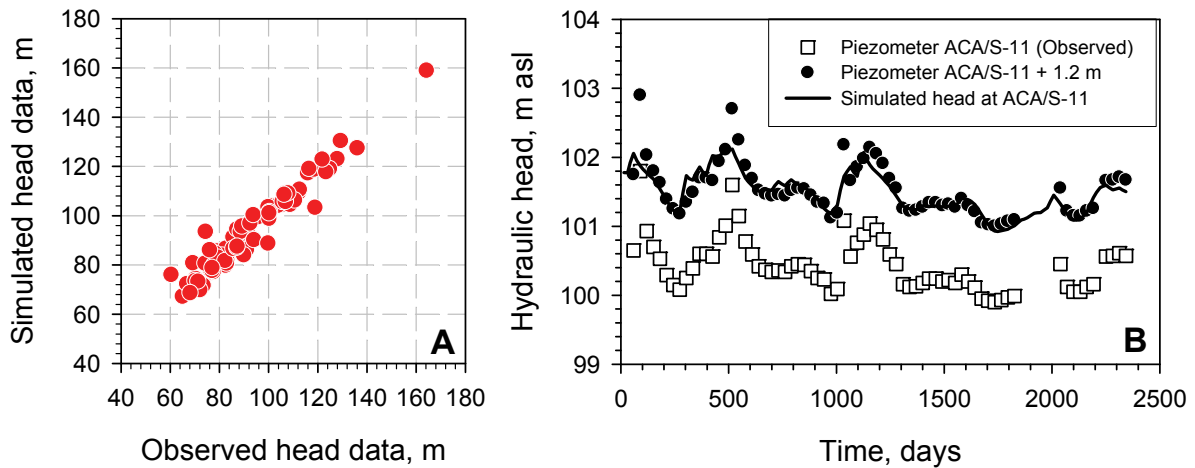 Simulated head data, m
180
160
140
120
100
80
60
40
A
40 60 80 100 120 140 160 180
Observed head data, m
Hydraulic head, m asl
104
103
102
101
100
99
Piezometer ACA/S-11 (Observed)
Piezometer ACA/S-11 + 1.2 m
Simulated head at ACA/S-11
B
0 500 1000 1500 2000 2500
Time, days